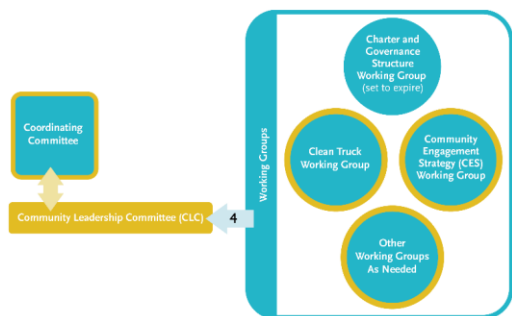 Charter and
Governance
Structure
Working Group
(set to expire)
Coordinating
Committee
Clean Truck
Working Group
Community
Engagement
Strategy (CES)
Working Group
Working Groups
Community Leadership Committee (CLC)
4
Other
Working Groups
As Needed